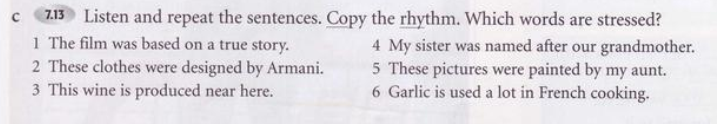 c 7.13 Listen and repeat the sentences. Copy the rhythm. Which words are stressed?
1 The film was based on a true story.
2 These clothes were designed by Armani.
3 This wine is produced near here.
4 My sister was named after our grandmother.
5 These pictures were painted by my aunt.
6 Garlic is used a lot in French cooking.